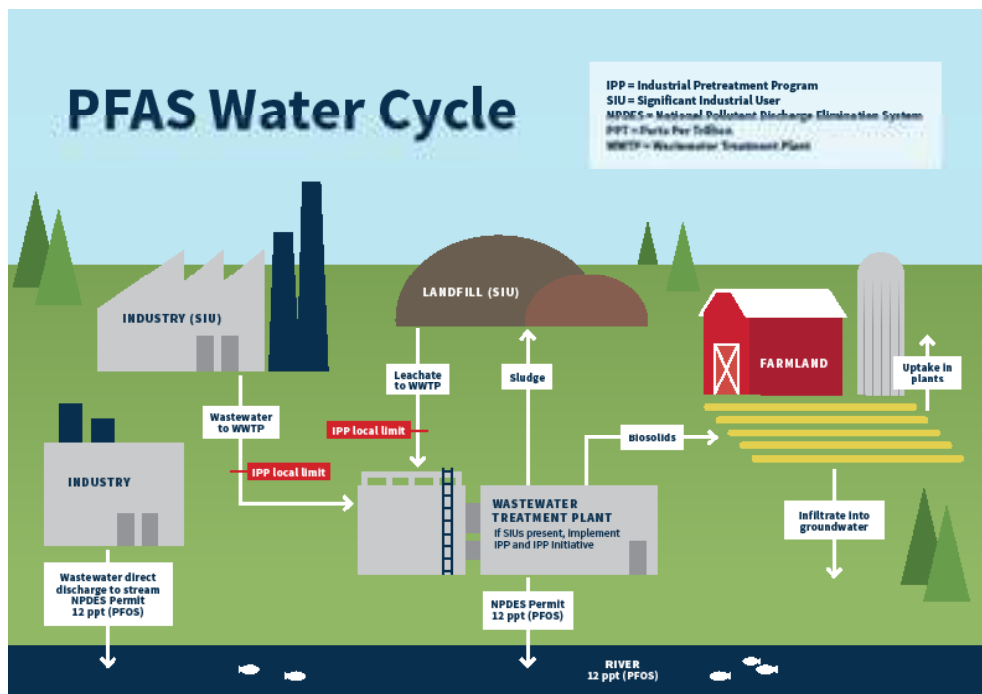 PFAS Water Cycle
IPP = Industrial Pretreatment Program
SIU = Significant Industrial User
NPDES = National Pollutant Discharge Elimination System
PPT = Parts Per Trillion
WWTP = Wastewater Treatment Plant
INDUSTRY (SIU)
LANDFILL (SIU)
FARMLAND
Leachate
to WWTP
Sludge
Uptake in
plants
Wastewater
to WWTP
IPP local limit
Biosolids
IPP local limit
INDUSTRY
WASTEWATER
TREATMENT PLANT
If SIUs present, implement
IPP and IPP Initiative
Infiltrate into
groundwater
Wastewater direct
discharge to stream
NPDES Permit
12 ppt (PFOS)
NPDES Permit
12 ppt (PFOS)
RIVER
12 ppt (PFOS)